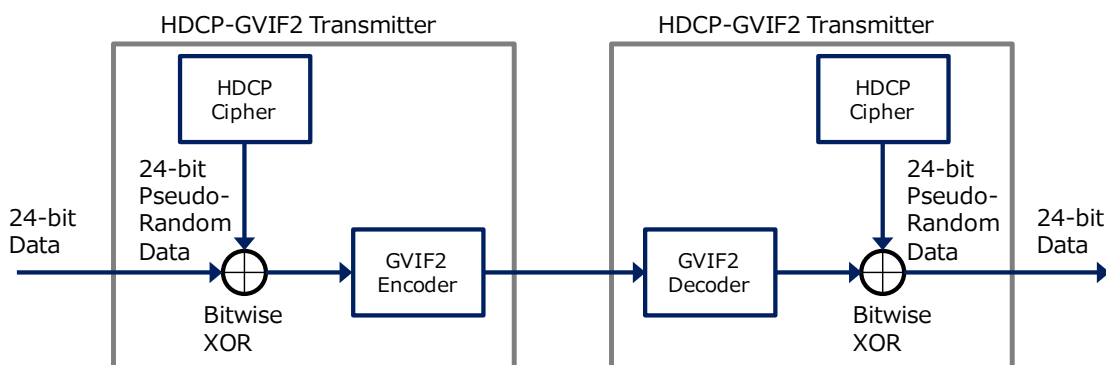 HDCP-GVIF2 Transmitter
HDCP
Cipher
24-bit
Pseudo-
Random
Data
24-bit
Data
GVIF2
Encoder
Bitwise
XOR
HDCP-GVIF2 Transmitter
HDCP
Cipher
24-bit
Pseudo-
Random
Data
GVIF2
Decoder
Bitwise
XOR
24-bit
Data